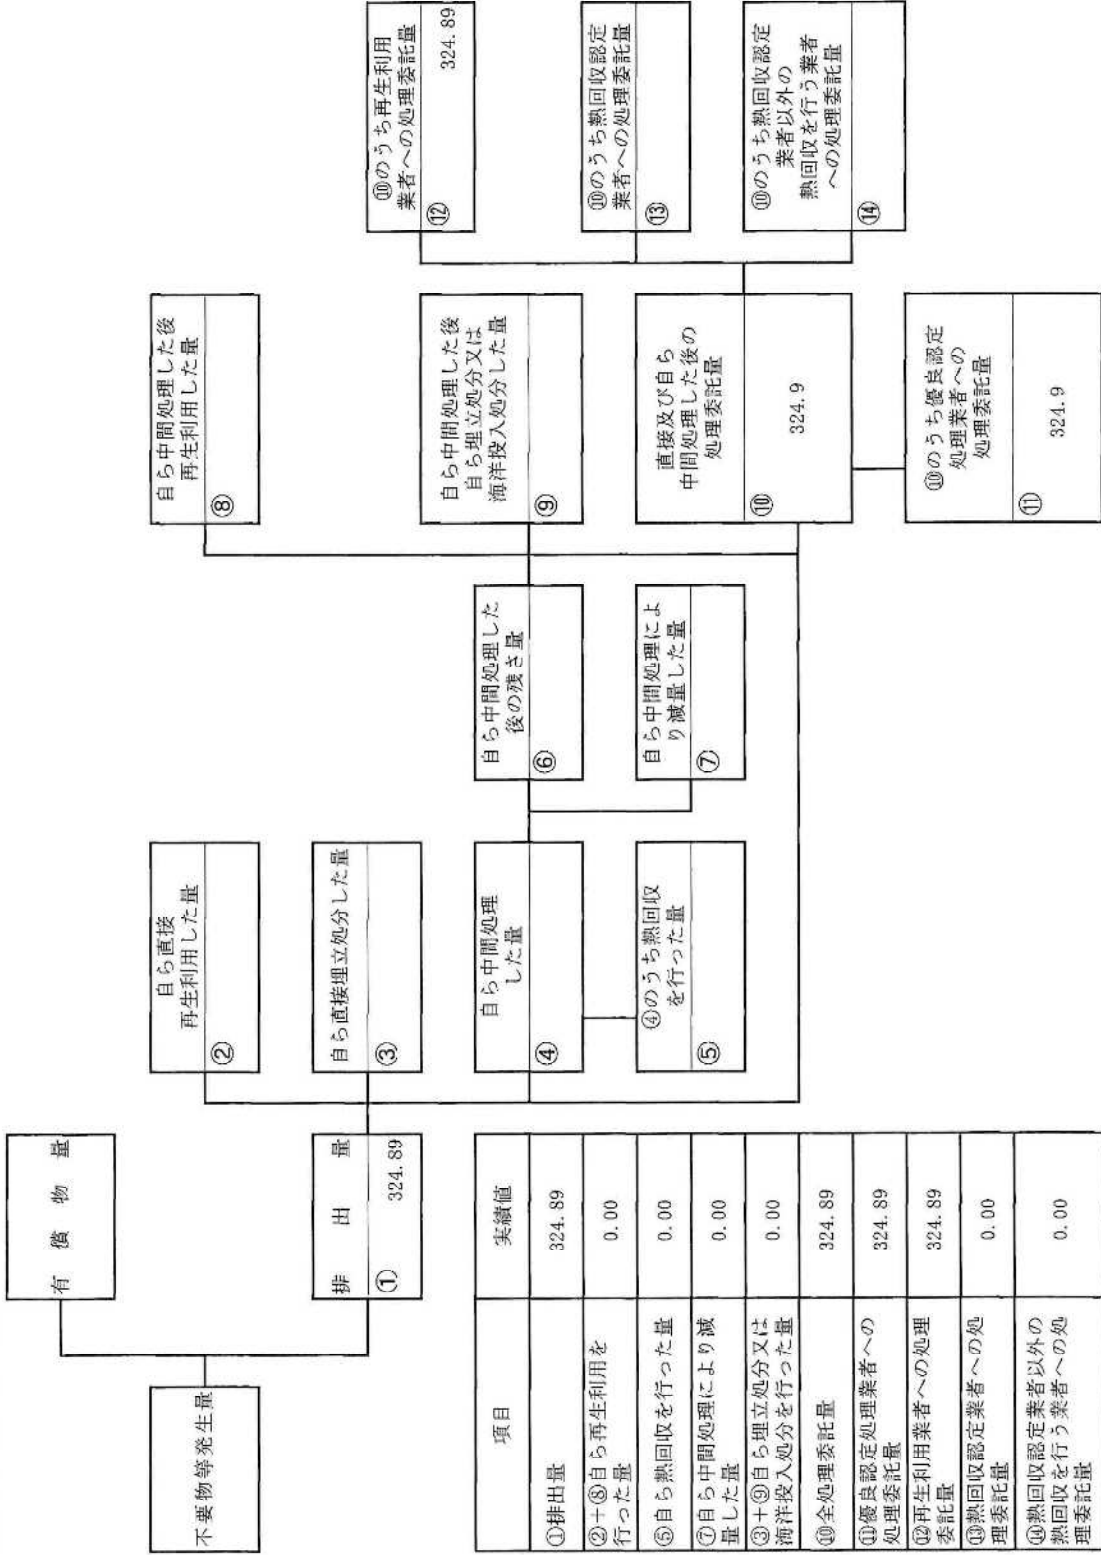 有償物量
不要物等発生量
排出量
①
324.89
自ら直接
再生利用した量
②
自ら直接埋立処分した量
③
自ら中間処理
した量
④
④のうち熱回収
を行った量
⑤
自ら中間処理した
後の残さ量
⑥
自ら中間処理によ
り減量した量
⑦
自ら中間処理した後
再生利用した量
⑧
自ら中間処理した後
自ら埋立処分又は
海洋投入処分した量
⑨
直接及び自ら
中間処理した後の
処理委託量
⑩
324.9
⑩のうち優良認定
処理業者への
処理委託量
⑪
324.9
⑩のうち再生利用
業者への処理委託量
⑫
324.89
⑩のうち熱回収認定
業者への処理委託量
⑬
⑩のうち熱回収認定
業者以外の
熱回収を行う業者
への処理委託量
⑭
項目 実績値
①排出量 324.89
②+⑧自ら再生利用を
行った量 0.00
⑤自ら熱回収を行った量 0.00
⑦自ら中間処理により減
量した量 0.00
③+⑨自ら埋立処分又は
海洋投入処分を行った量 0.00
⑩全処理委託量 324.89
⑪優良認定処理業者への
処理委託量 324.89
⑫再生利用業者への処理
委託量 324.89
⑬熱回収認定業者への処
理委託量 0.00
⑭熱回収認定業者以外の
熱回収を行う業者への処
理委託量 0.00